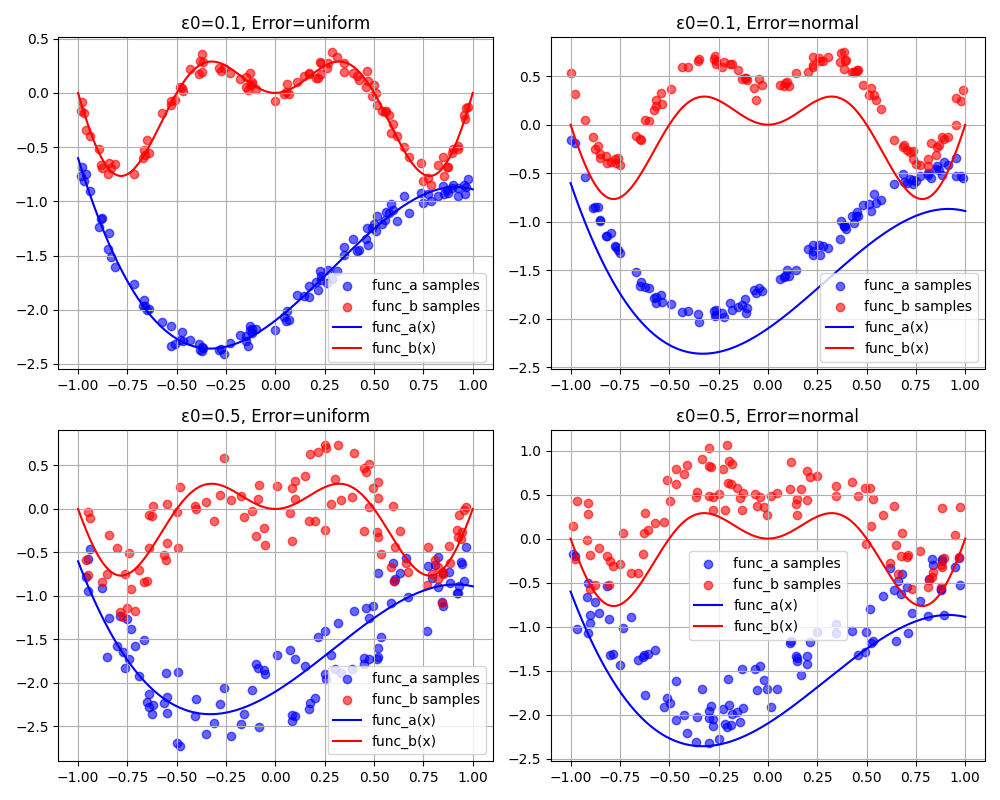 ε0=0.1, Error=uniform
0.5
0.0
−0.5
−1.0
−1.5
−2.0
−2.5
−1.00 −0.75 −0.50 −0.25 0.00 0.25 0.50 0.75 1.00
func_a samples
func_b samples
func_a(x)
func_b(x)
ε0=0.1, Error=normal
0.5
0.0
−0.5
−1.0
−1.5
−2.0
−2.5
−1.00 −0.75 −0.50 −0.25 0.00 0.25 0.50 0.75 1.00
func_a samples
func_b samples
func_a(x)
func_b(x)
ε0=0.5, Error=uniform
0.5
0.0
−0.5
−1.0
−1.5
−2.0
−2.5
−1.00 −0.75 −0.50 −0.25 0.00 0.25 0.50 0.75 1.00
func_a samples
func_b samples
func_a(x)
func_b(x)
ε0=0.5, Error=normal
1.0
0.5
0.0
−0.5
−1.0
−1.5
−2.0
−2.5
−1.00 −0.75 −0.50 −0.25 0.00 0.25 0.50 0.75 1.00
func_a samples
func_b samples
func_a(x)
func_b(x)